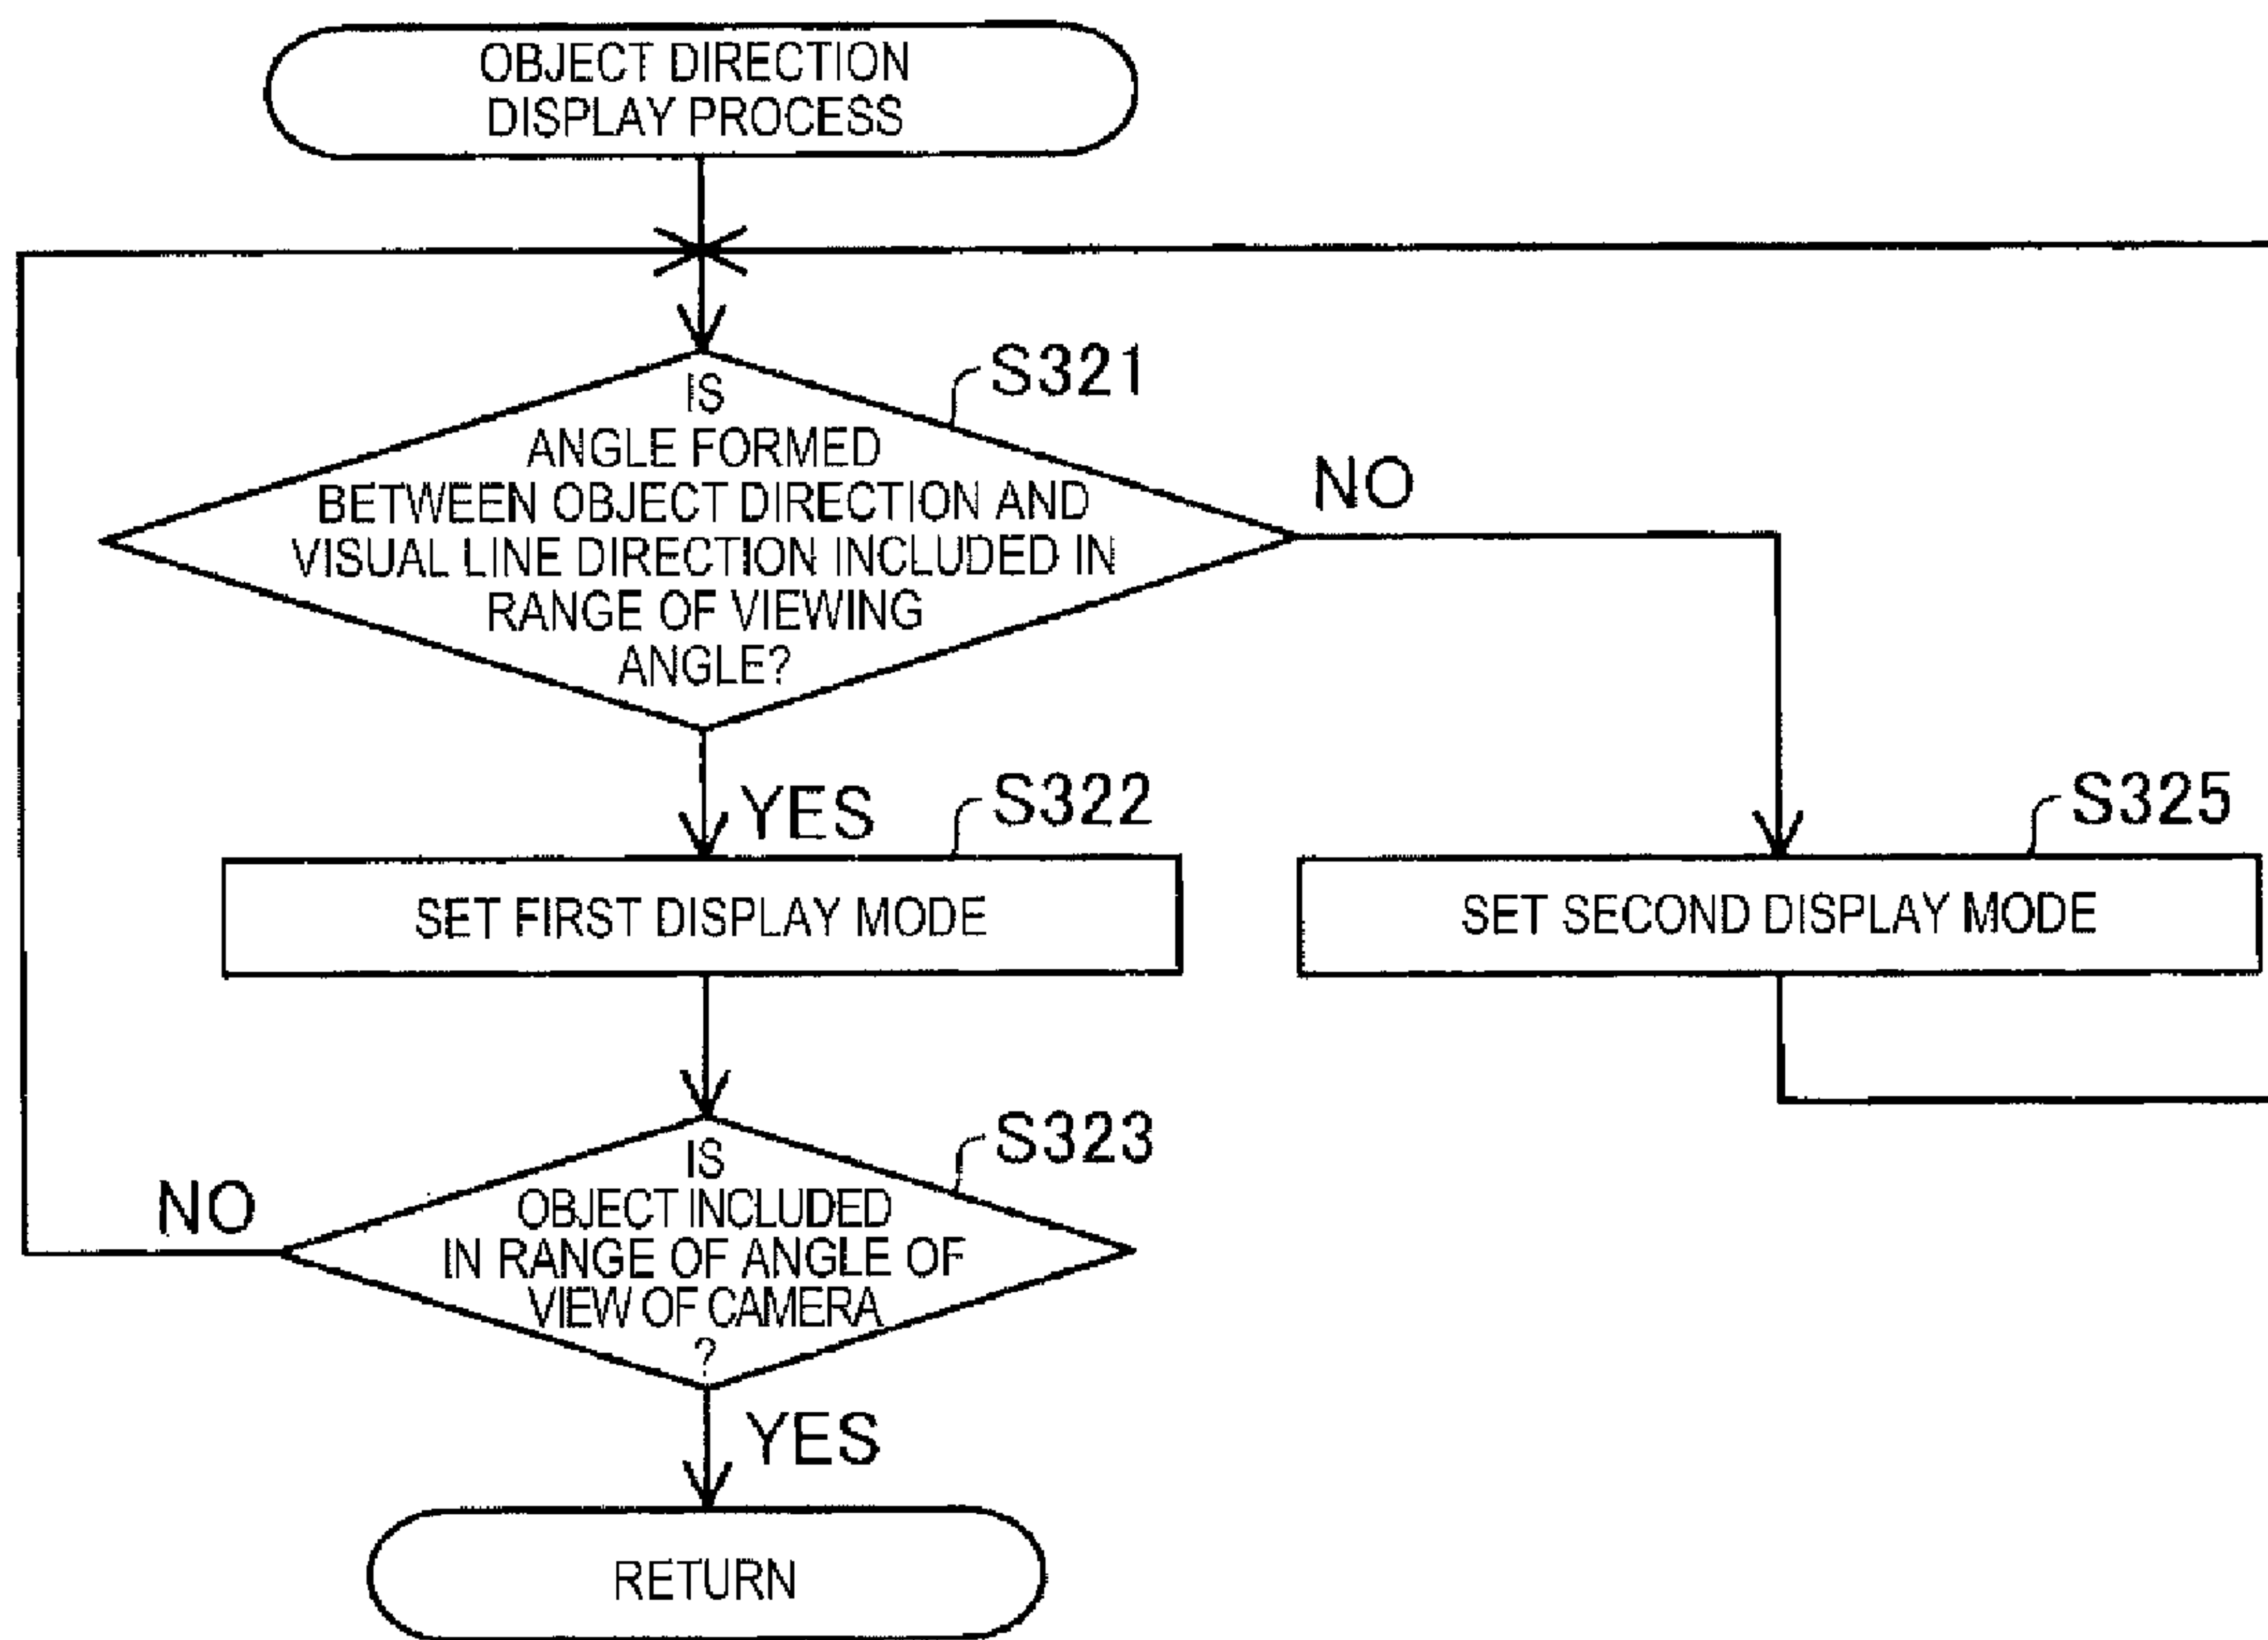 OBJECT DIRECTION
DISPLAY PROCESS
S321
IS
ANGLE FORMED
BETWEEN OBJECT DIRECTION AND
VISUAL LINE DIRECTION INCLUDED IN
RANGE OF VIEWING
ANGLE?
NO
YES
S322
SET FIRST DISPLAY MODE
S325
SET SECOND DISPLAY MODE
S323
IS
OBJECT INCLUDED
IN RANGE OF ANGLE OF
VIEW OF CAMERA
?
NO
YES
RETURN